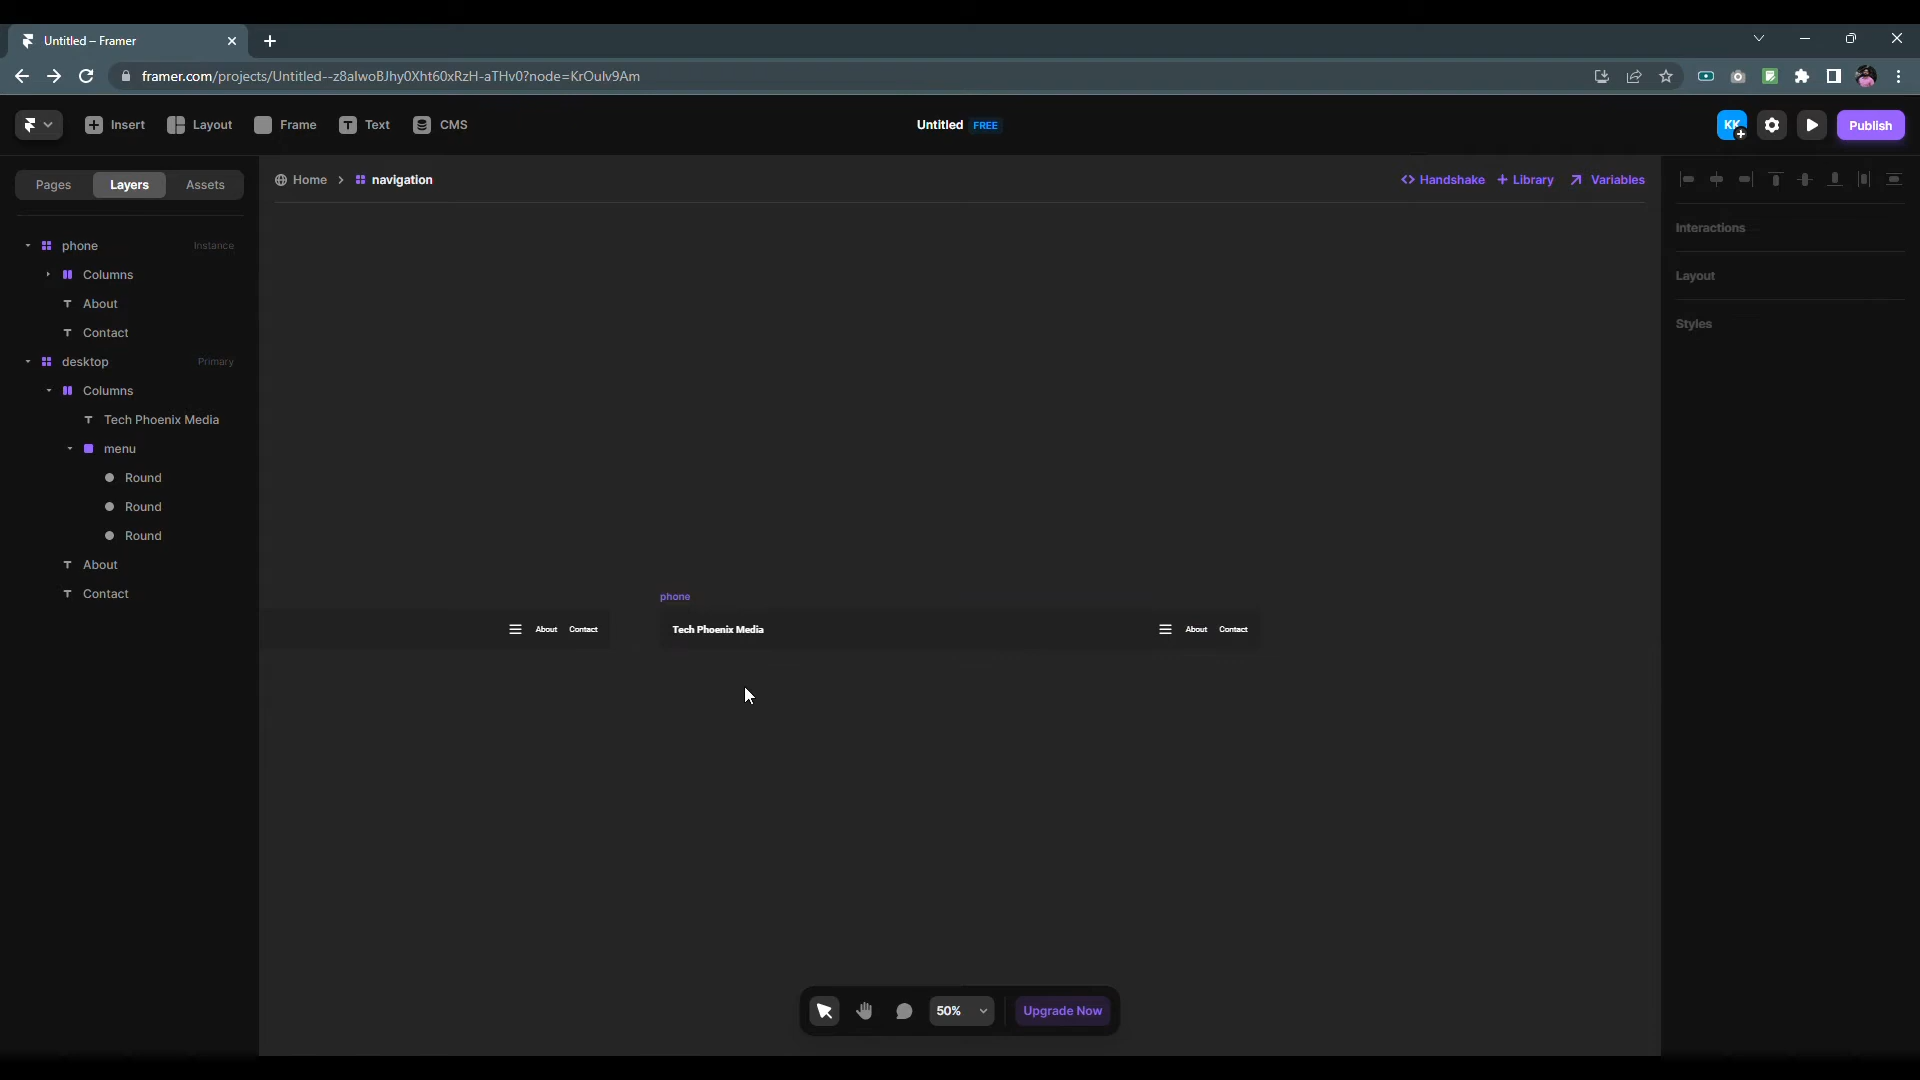 Untitled – Framer
framer.com/projects/Untitled--z8alwoBJhy0Xht60xRzH-aTHv0?node=KrOulv9Am
Insert
Layout
Frame
Text
CMS
Untitled FREE
KK
Publish
Pages
Layers
Assets
Home
navigation
Handshake
Library
Variables
Interactions
Layout
Styles
phone
Instance
Columns
About
Contact
desktop
Primary
Columns
Tech Phoenix Media
menu
Round
Round
Round
About
Contact
phone
About
Contact
Tech Phoenix Media
About
Contact
50%
Upgrade Now